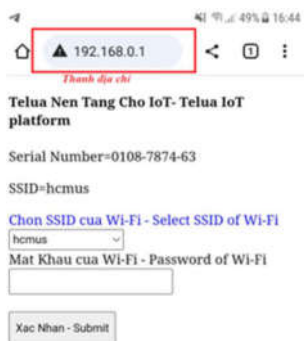 49% 16:44
192.168.0.1
1
Thanh địa chỉ
Telua Nen Tang Cho IoT- Telua IoT
platform
Serial Number=0108-7874-63
SSID=hcmus
Chon SSID cua Wi-Fi - Select SSID of Wi-Fi
hcmus
Mat Khau cua Wi-Fi - Password of Wi-Fi
Xac Nhan - Submit